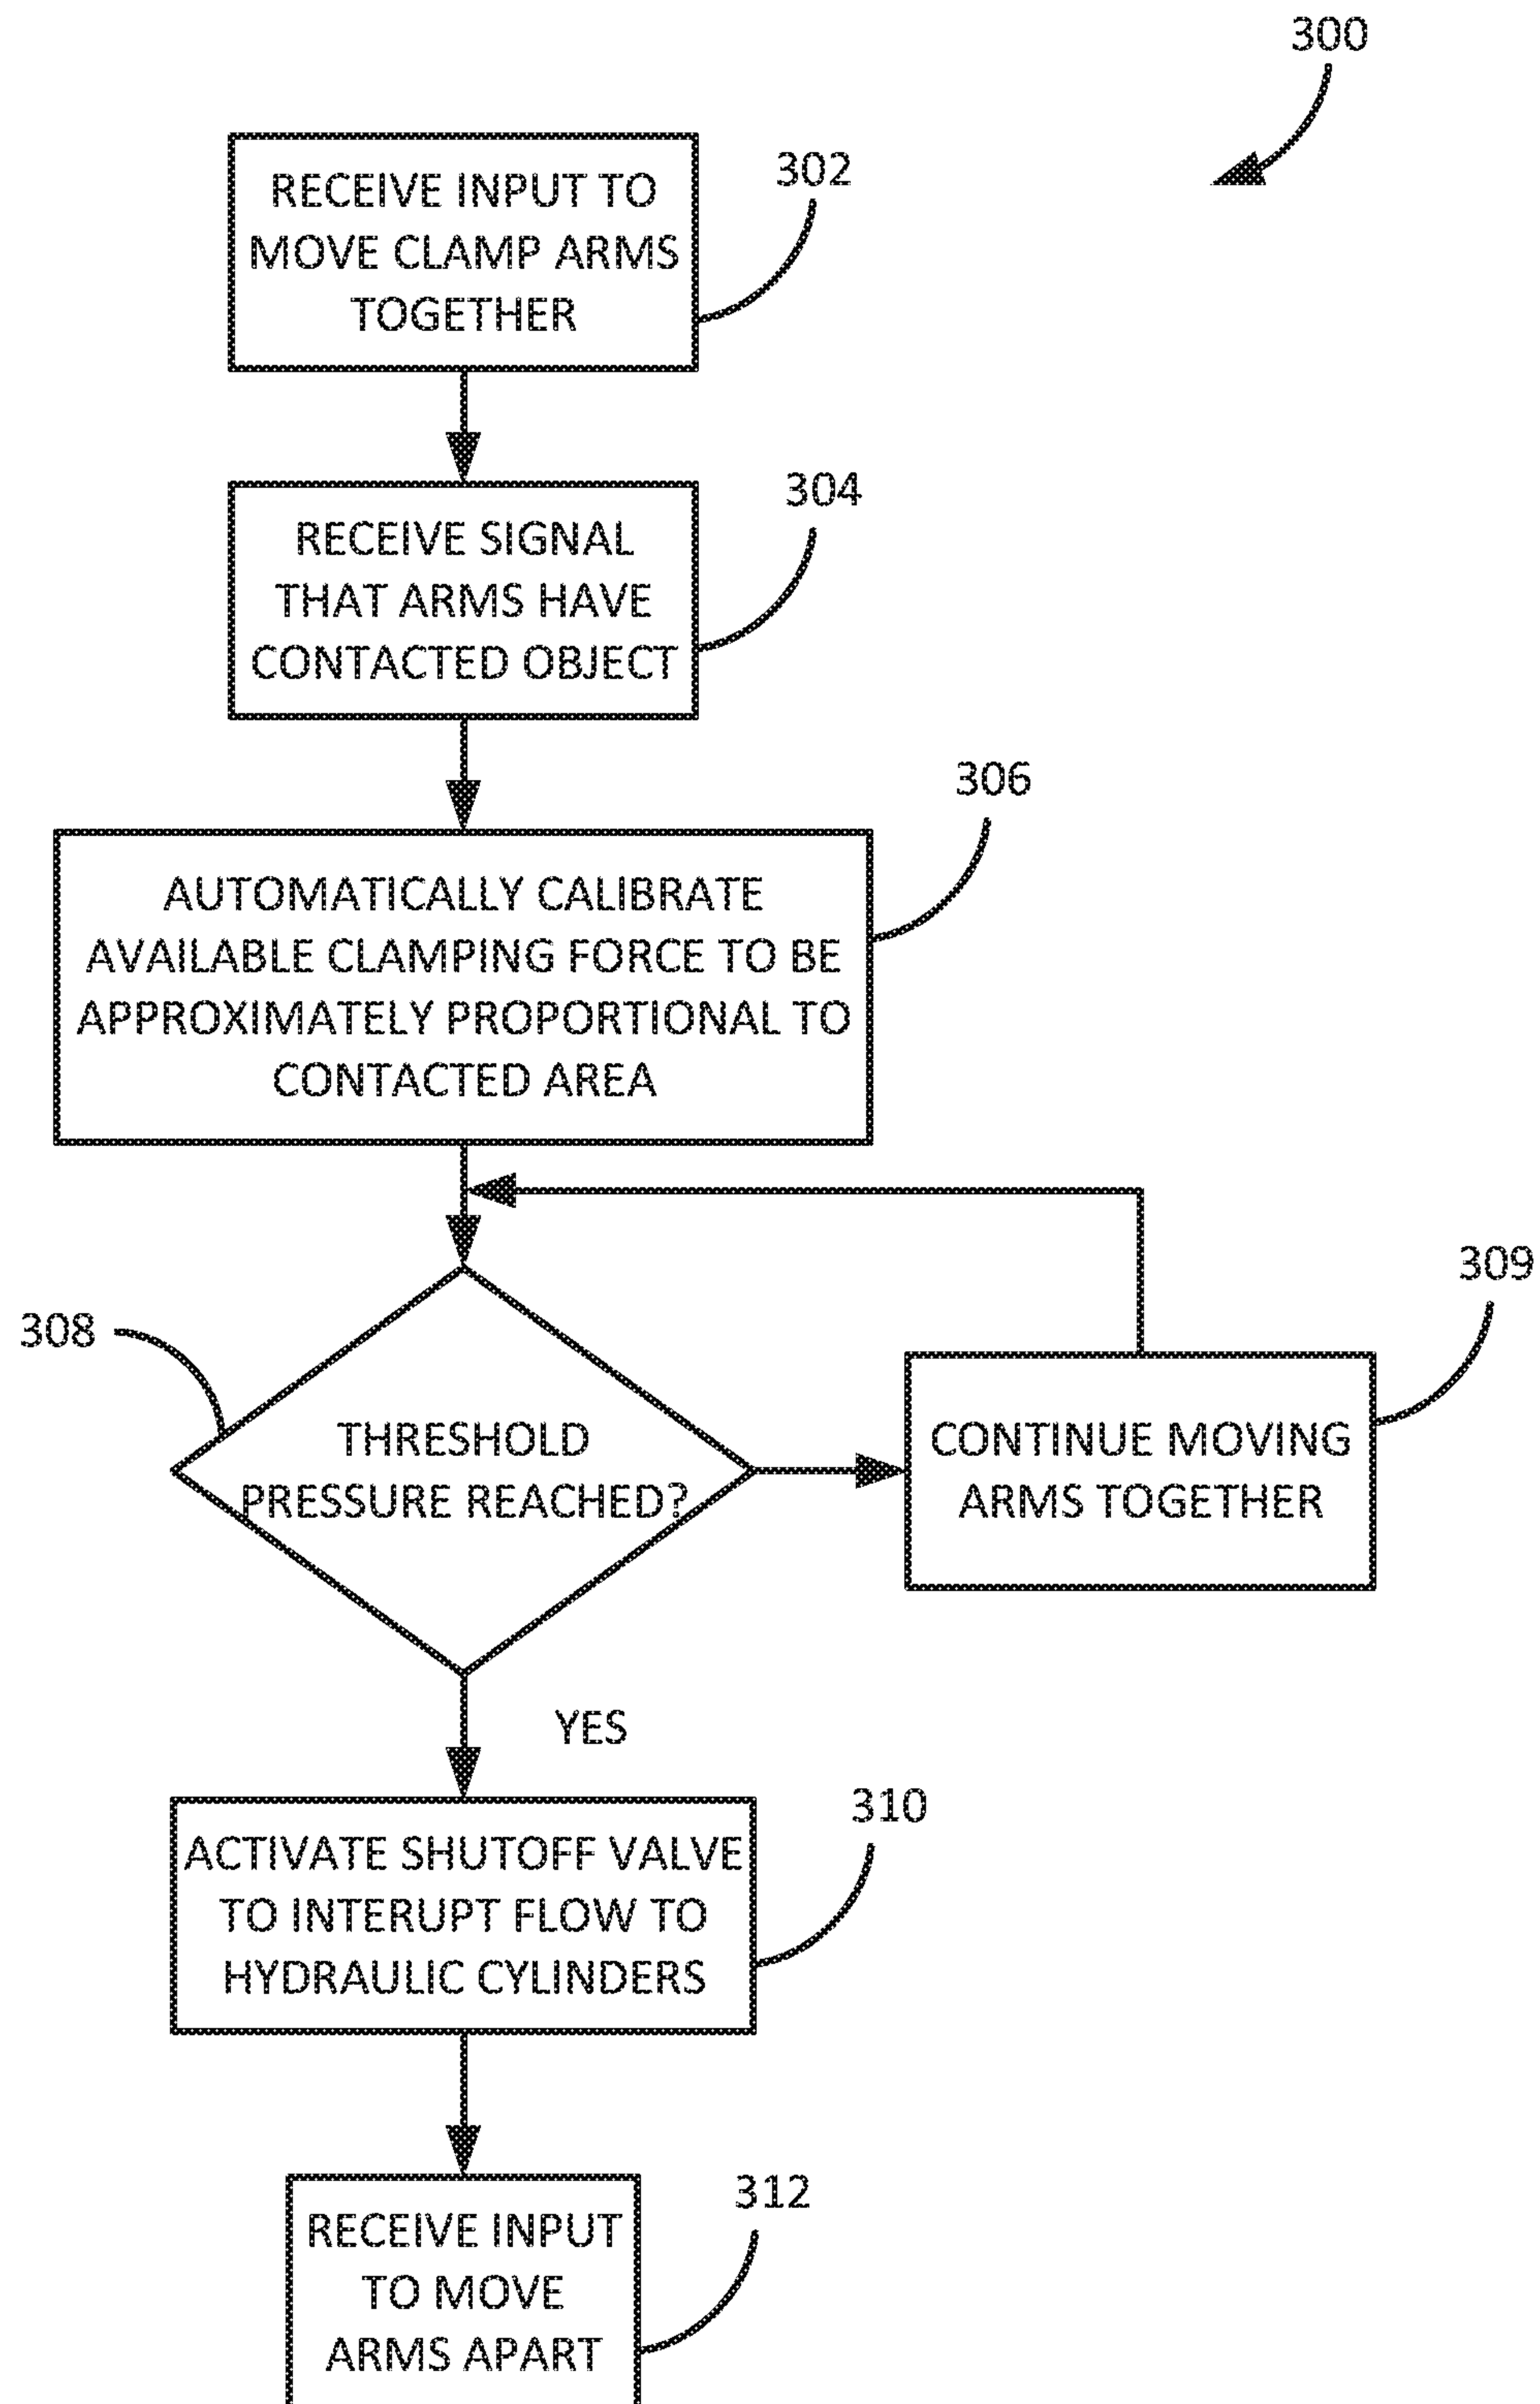 300
302
RECEIVE INPUT TO
MOVE CLAMP ARMS
TOGETHER
304
RECEIVE SIGNAL
THAT ARMS HAVE
CONTACTED OBJECT
306
AUTOMATICALLY CALIBRATE
AVAILABLE CLAMPING FORCE TO BE
APPROXIMATELY PROPORTIONAL TO
CONTACTED AREA
308
THRESHOLD
PRESSURE REACHED?
309
CONTINUE MOVING
ARMS TOGETHER
YES
310
ACTIVATE SHUTOFF VALVE
TO INTERUPT FLOW TO
HYDRAULIC CYLINDERS
312
RECEIVE INPUT
TO MOVE
ARMS APART